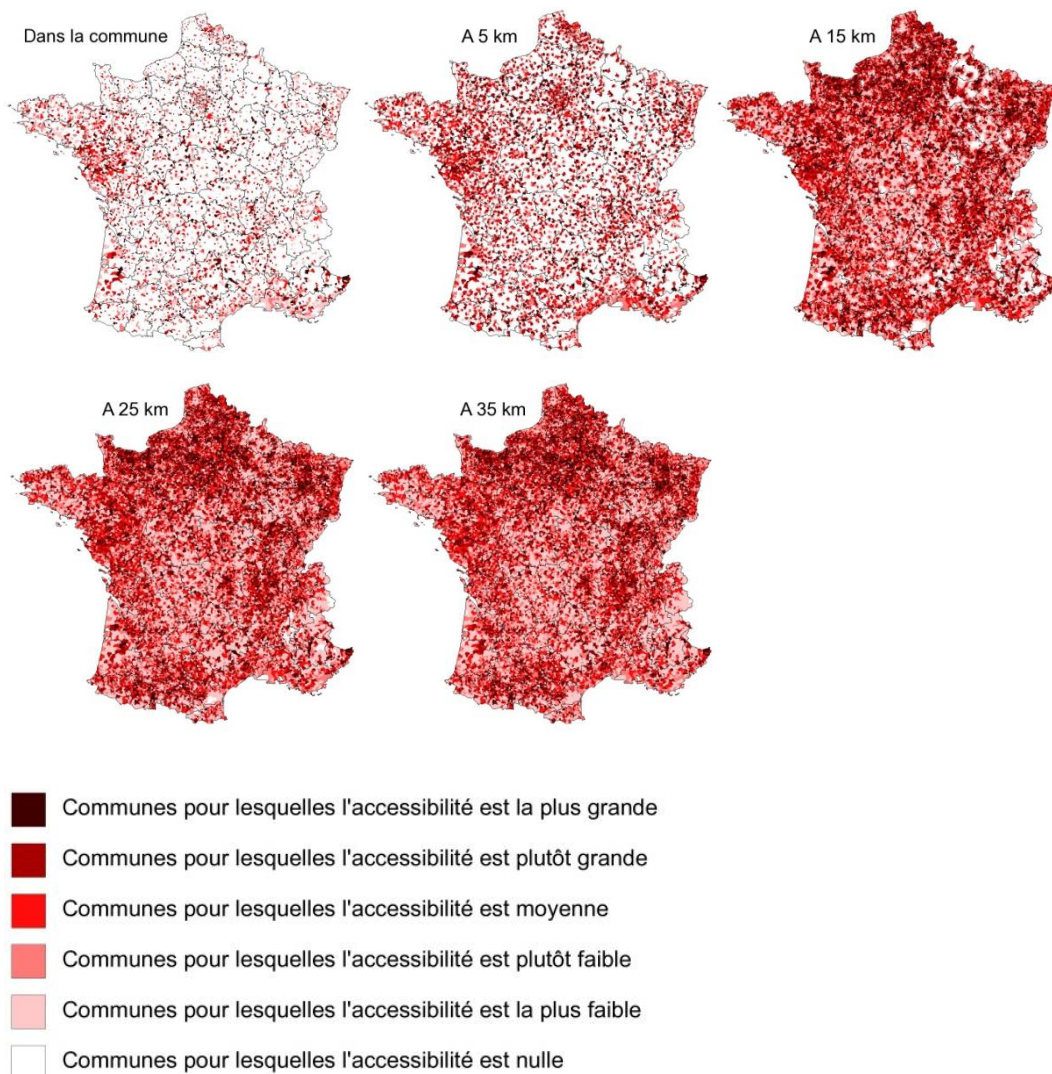 Dans la commune
A 5 km
A 15 km
A 25 km
A 35 km
Communes pour lesquelles l'accessibilité est la plus grande
Communes pour lesquelles l'accessibilité est plutôt grande
Communes pour lesquelles l'accessibilité est moyenne
Communes pour lesquelles l'accessibilité est plutôt faible
Communes pour lesquelles l'accessibilité est la plus faible
Communes pour lesquelles l'accessibilité est nulle